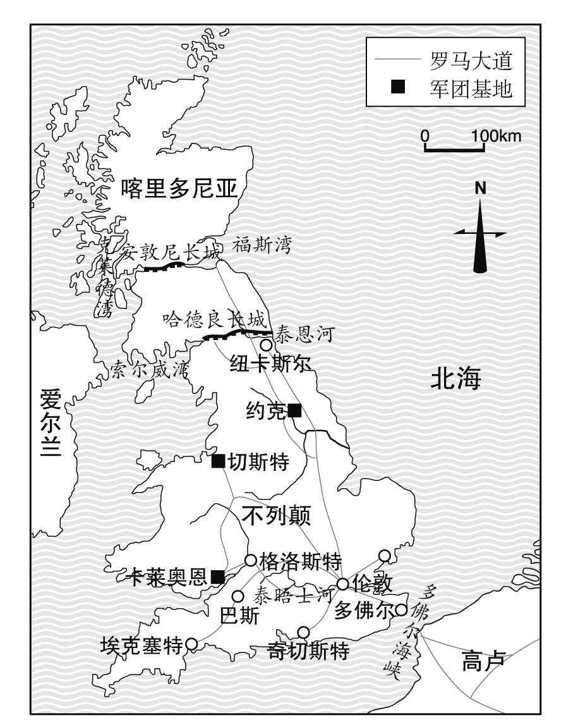 罗马大道
军团基地
0 100km
N
喀里多尼亚
克莱德湾
安敦尼长城
福斯湾
哈德良长城
泰恩河
纽卡斯尔
索尔威湾
北海
爱尔兰
约克
切斯特
不列颠
格洛斯特
卡莱奥恩
伦敦
泰晤士河
巴斯
多佛尔
多佛尔海峡
埃克塞特
奇切斯特
高卢